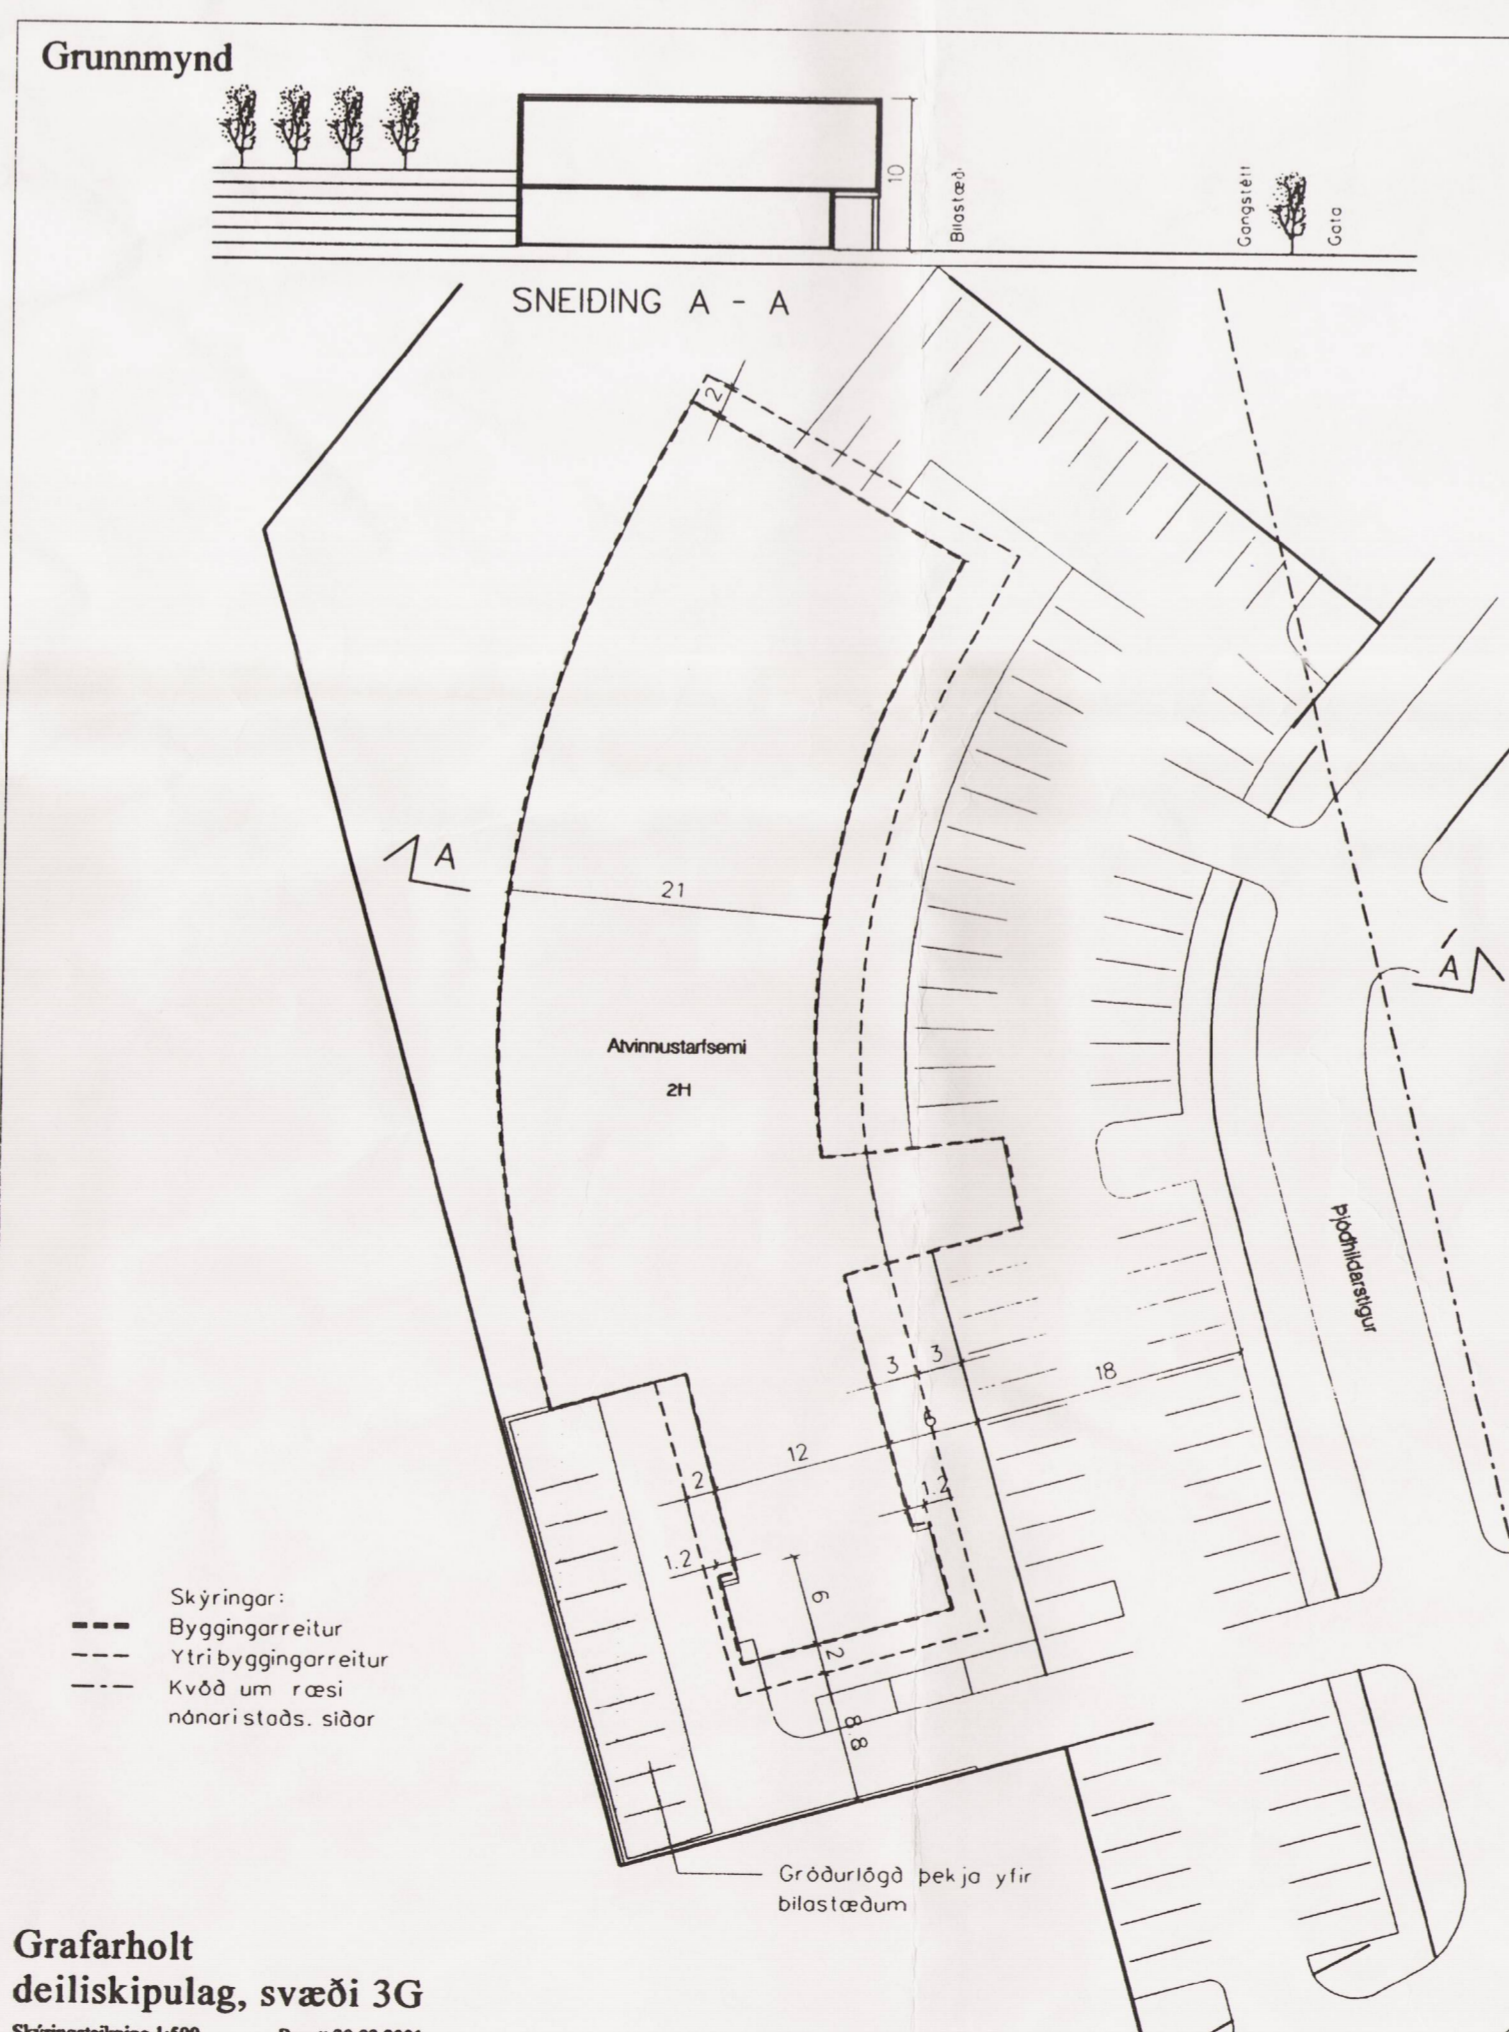 Grunnmynd
10
Bílastæði
Gangstétt
Gata
SNEIÐING A - A
2
A
21
A
Atvinnustarfsemi
2H
Þjóðhildarstígur
3
3
18
6
12
2
1.2
1.2
6
2
8.8
Skýringar:
Byggingarreitur
Ytri byggingarreitur
Kvöð um ræsi
nánari staðs. síðar
Gróðurlögð þekja yfir
bílastæðum
Grafarholt
deiliskipulag, svæði 3G